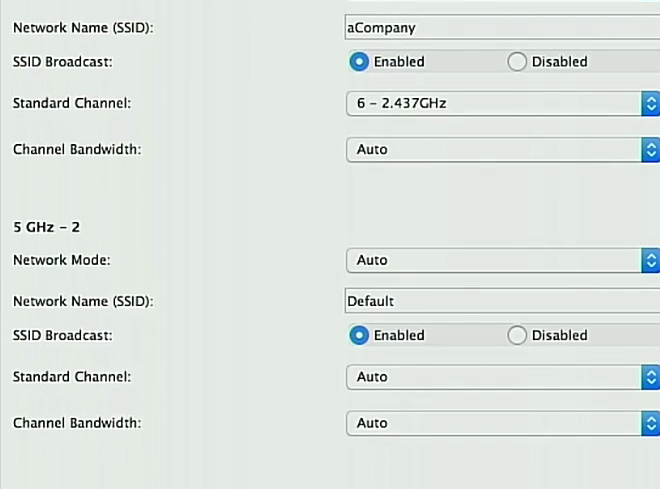 Network Name (SSID): aCompany
SSID Broadcast: Enabled Disabled
Standard Channel: 6 - 2.437GHz
Channel Bandwidth: Auto
5 GHz - 2
Network Mode: Auto
Network Name (SSID): Default
SSID Broadcast: Enabled Disabled
Standard Channel: Auto
Channel Bandwidth: Auto